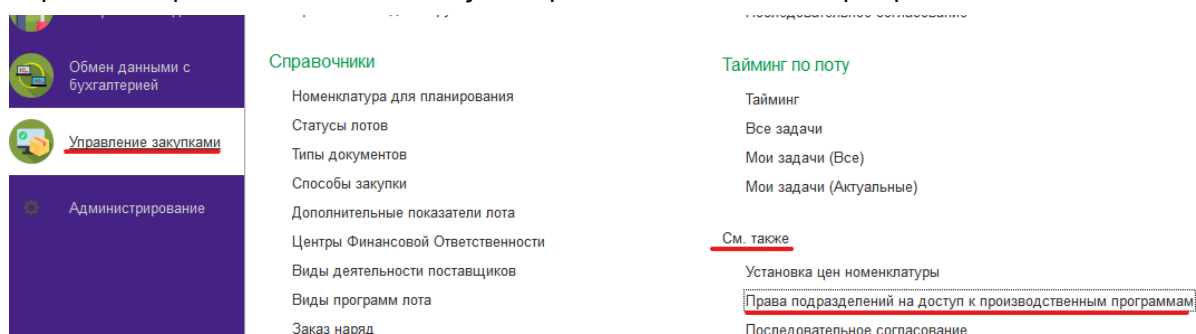 Обмен данными с
бухгалтерией
Управление закупками
Администрирование
Справочники
Номенклатура для планирования
Статусы лотов
Типы документов
Способы закупки
Дополнительные показатели лота
Центры Финансовой Ответственности
Виды деятельности поставщиков
Виды программ лота
Заказ наряд
Последовательное согласование
Тайминг по лоту
Тайминг
Все задачи
Мои задачи (Все)
Мои задачи (Актуальные)
См. также
Установка цен номенклатуры
Права подразделений на доступ к производственным программам
Последовательное согласование